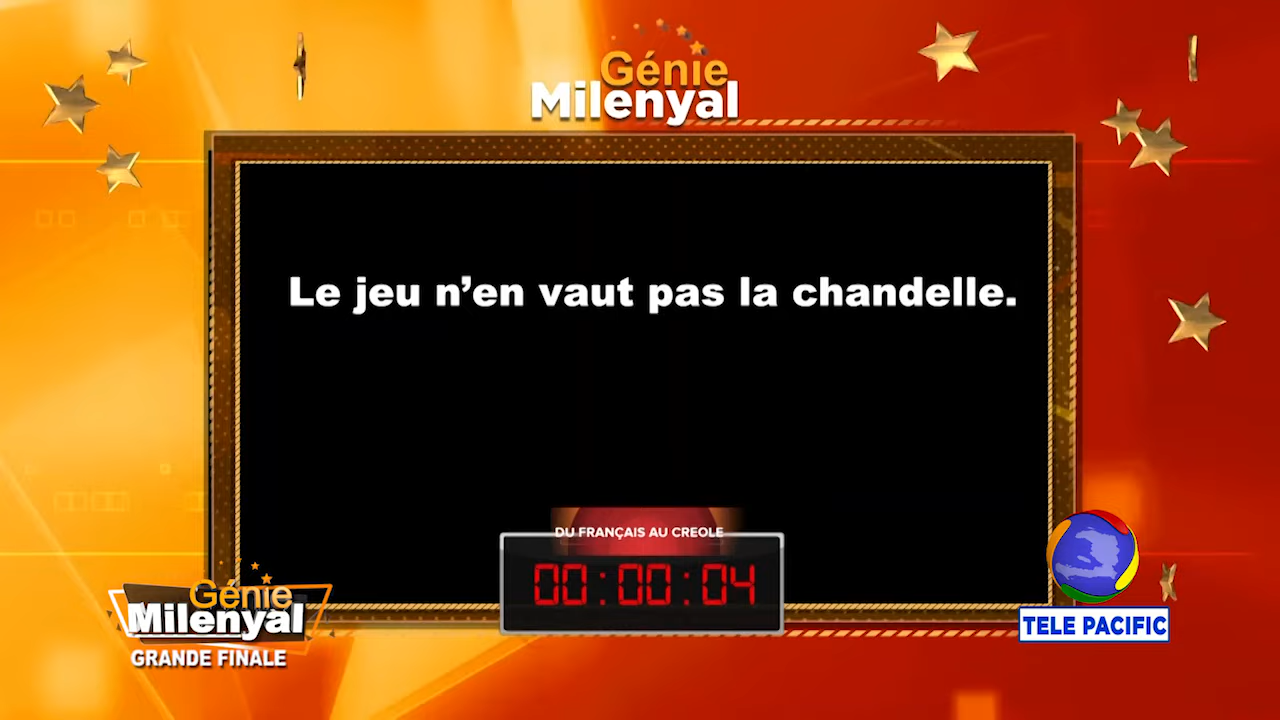 Génie
Milenyal
Le jeu n’en vaut pas la chandelle.
DU FRANÇAIS AU CREOLE
00:00:04
Génie
Milenyal
GRANDE FINALE
TELE PACIFIC